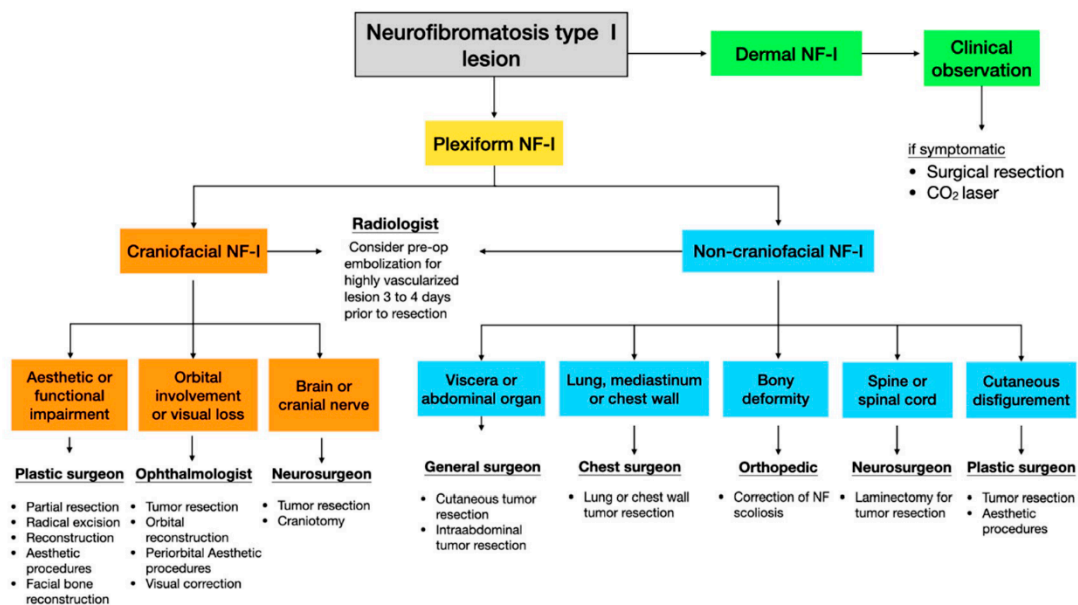 Neurofibromatosis type I
lesion
Dermal NF-I
Clinical
observation
if symptomatic
• Surgical resection
• CO₂ laser
Plexiform NF-I
Radiologist
Consider pre-op
embolization for
highly vascularized
lesion 3 to 4 days
prior to resection
Craniofacial NF-I
Non-craniofacial NF-I
Aesthetic or
functional
impairment
Orbital
involvement
or visual loss
Brain or
cranial nerve
Viscera or
abdominal organ
Lung, mediastinum
or chest wall
Bony
deformity
Spine or
spinal cord
Cutaneous
disfigurement
Plastic surgeon
• Partial resection
• Radical excision
• Reconstruction
• Aesthetic
procedures
• Facial bone
reconstruction
Ophthalmologist
• Tumor resection
• Orbital
reconstruction
• Periorbital Aesthetic
procedures
• Visual correction
Neurosurgeon
• Tumor resection
• Craniotomy
General surgeon
• Cutaneous tumor
resection
• Intraabdominal
tumor resection
Chest surgeon
• Lung or chest wall
tumor resection
Orthopedic
• Correction of NF
scoliosis
Neurosurgeon
• Laminectomy for
tumor resection
Plastic surgeon
• Tumor resection
• Aesthetic
procedures